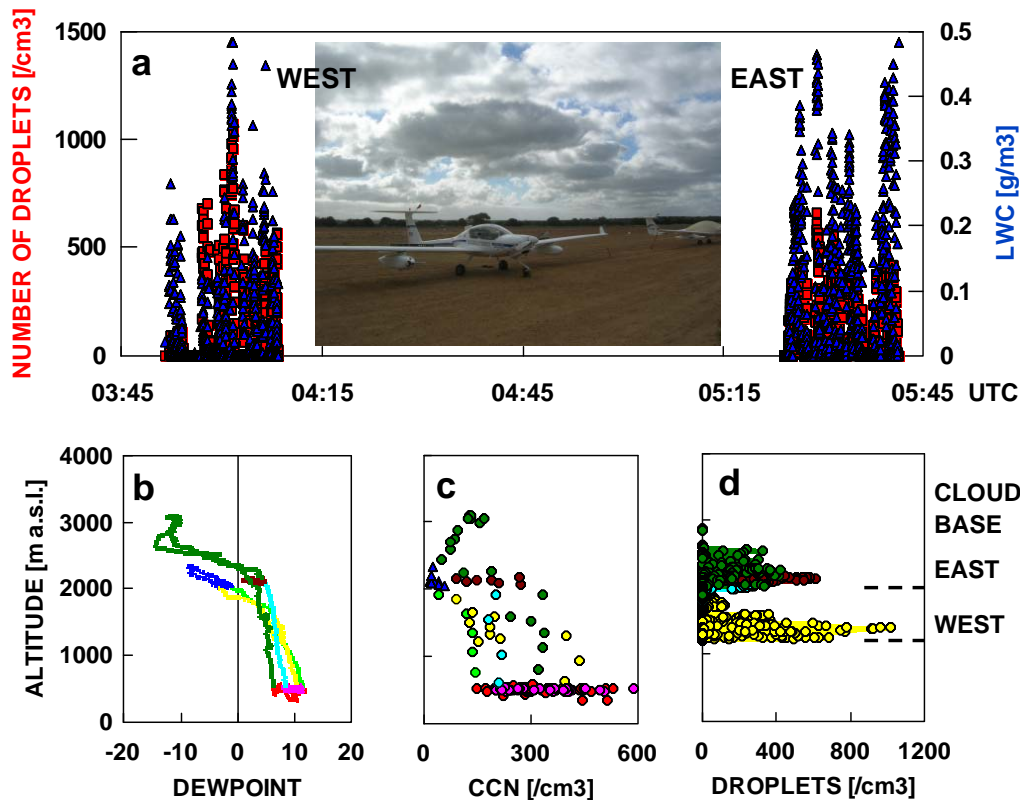 NUMBER OF DROPLETS [/cm3]
1500
1000
500
0
a
WEST
EAST
0.5
0.4
0.3
0.2
0.1
0
LWC [g/m3]
03:45 04:15 04:45 05:15 05:45 UTC
ALTITUDE [m a.s.l.]
4000
3000
2000
1000
0
b
-20 -10 0 10 20
DEWPOINT
c
0 300 600
CCN [/cm3]
d
0 400 800 1200
DROPLETS [/cm3]
CLOUD
BASE
EAST
WEST